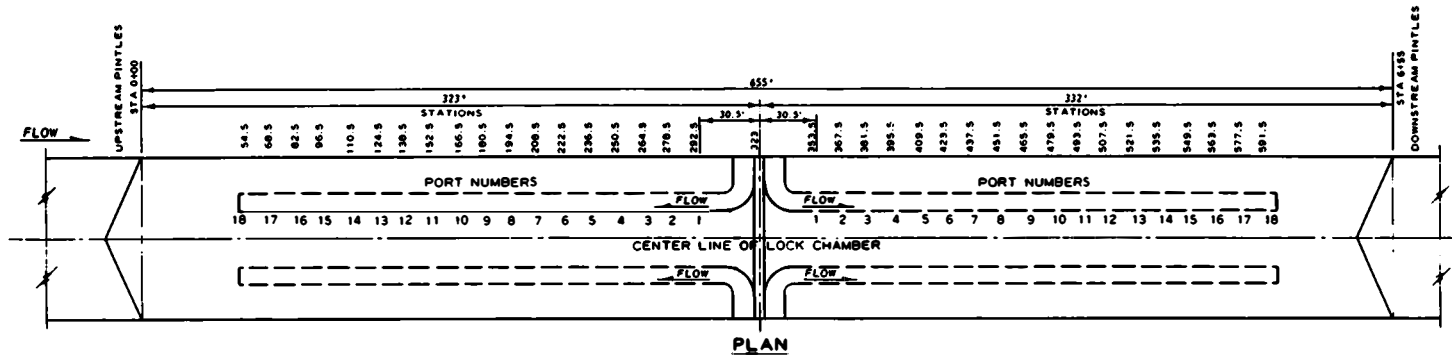 UPSTREAM PINTLES
STA 0+00
655'
323'
332'
STATIONS
STATIONS
30.5'
30.5'
STA 6+55
DOWNSTREAM PINTLES
FLOW
54.5
68.5
82.5
96.5
110.5
124.5
138.5
152.5
166.5
180.5
194.5
208.5
222.5
236.5
250.5
264.5
278.5
292.5
323
353.5
367.5
381.5
395.5
409.5
423.5
437.5
451.5
465.5
479.5
493.5
507.5
521.5
535.5
549.5
563.5
577.5
591.5
PORT NUMBERS
PORT NUMBERS
FLOW
FLOW
18 17 16 15 14 13 12 11 10 9 8 7 6 5 4 3 2 1
1 2 3 4 5 6 7 8 9 10 11 12 13 14 15 16 17 18
CENTER LINE OF LOCK CHAMBER
FLOW
FLOW
PLAN